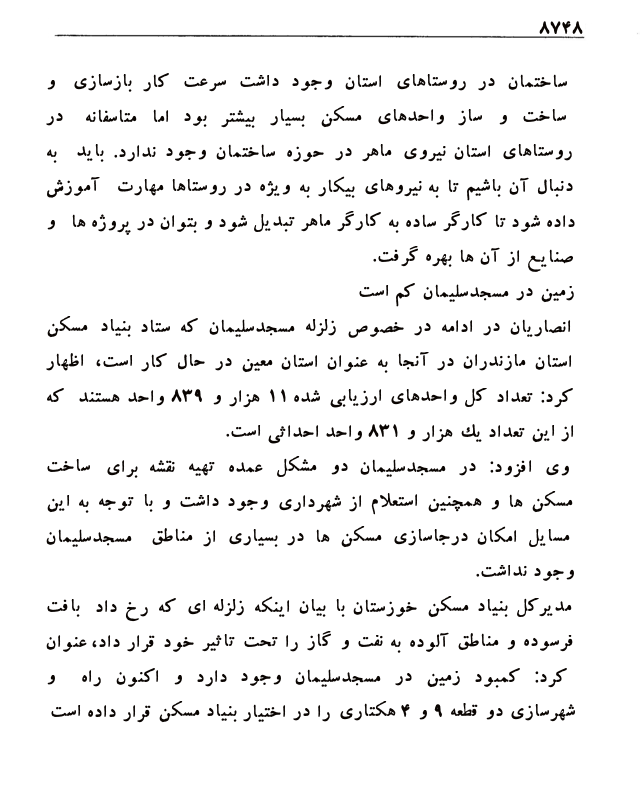 ۸۷۴۸
ساختمان در روستاهای استان وجود داشت سرعت کار بازسازی و
ساخت و ساز واحدهای مسکن بسیار بیشتر بود اما متاسفانه در
روستاهای استان نیروی ماهر در حوزه ساختمان وجود ندارد. باید به
دنبال آن باشیم تا به نیروهای بیکار به ویژه در روستاها مهارت آموزش
داده شود تا کارگر ساده به کارگر ماهر تبدیل شود و بتوان در پروژه ها و
صنایع از آن ها بهره گرفت.
زمین در مسجدسلیمان کم است
انصاریان در ادامه در خصوص زلزله مسجدسلیمان که ستاد بنیاد مسکن
استان مازندران در آنجا به عنوان استان معین در حال کار است، اظهار
کرد: تعداد کل واحدهای ارزیابی شده ۱۱ هزار و ۸۳۹ واحد هستند که
از این تعداد یك هزار و ۸۳۱ واحد احداثی است.
وی افزود: در مسجدسلیمان دو مشکل عمده تهیه نقشه برای ساخت
مسکن ها و همچنین استعلام از شهرداری وجود داشت و با توجه به این
مسایل امکان درجاسازی مسکن ها در بسیاری از مناطق مسجدسلیمان
وجود نداشت.
مدیرکل بنیاد مسکن خوزستان با بیان اینکه زلزله ای که رخ داد بافت
فرسوده و مناطق آلوده به نفت و گاز را تحت تاثیر خود قرار داد، عنوان
کرد: کمبود زمین در مسجدسلیمان وجود دارد و اکنون راه و
شهرسازی دو قطعه ۹ و ۴ هکتاری را در اختیار بنیاد مسکن قرار داده است